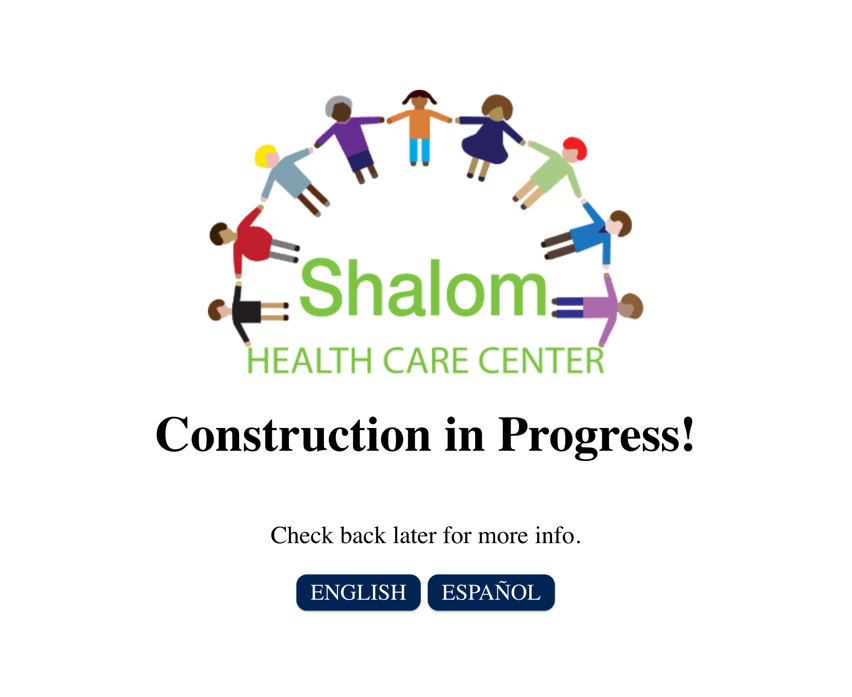 Shalom
HEALTH CARE CENTER
Construction in Progress!
Check back later for more info.
ENGLISH ESPAÑOL